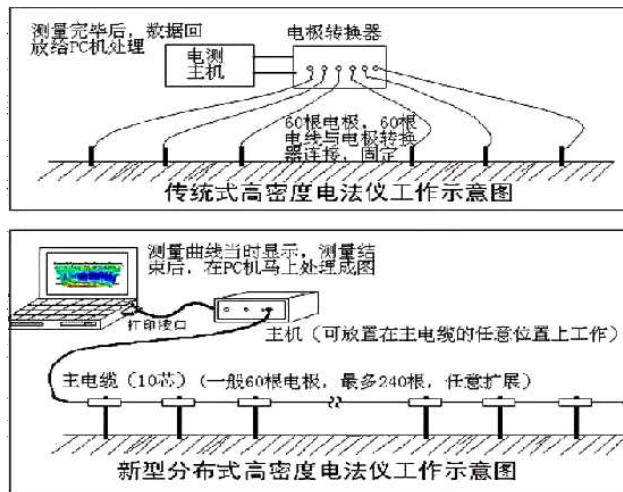 测量完毕后，数据回
放给PC机处理
电极转换器
电测
主机
60根电极，60根
电线与电极转换
器连接，固定
传统式高密度电法仪工作示意图
测量曲线当时显示，测量结
束后，在PC机马上处理成图
打印接口
主机（可放置在主电缆的任意位置上工作）
主电缆（10芯）（一般60根电极，最多240根，任意扩展）
新型分布式高密度电法仪工作示意图